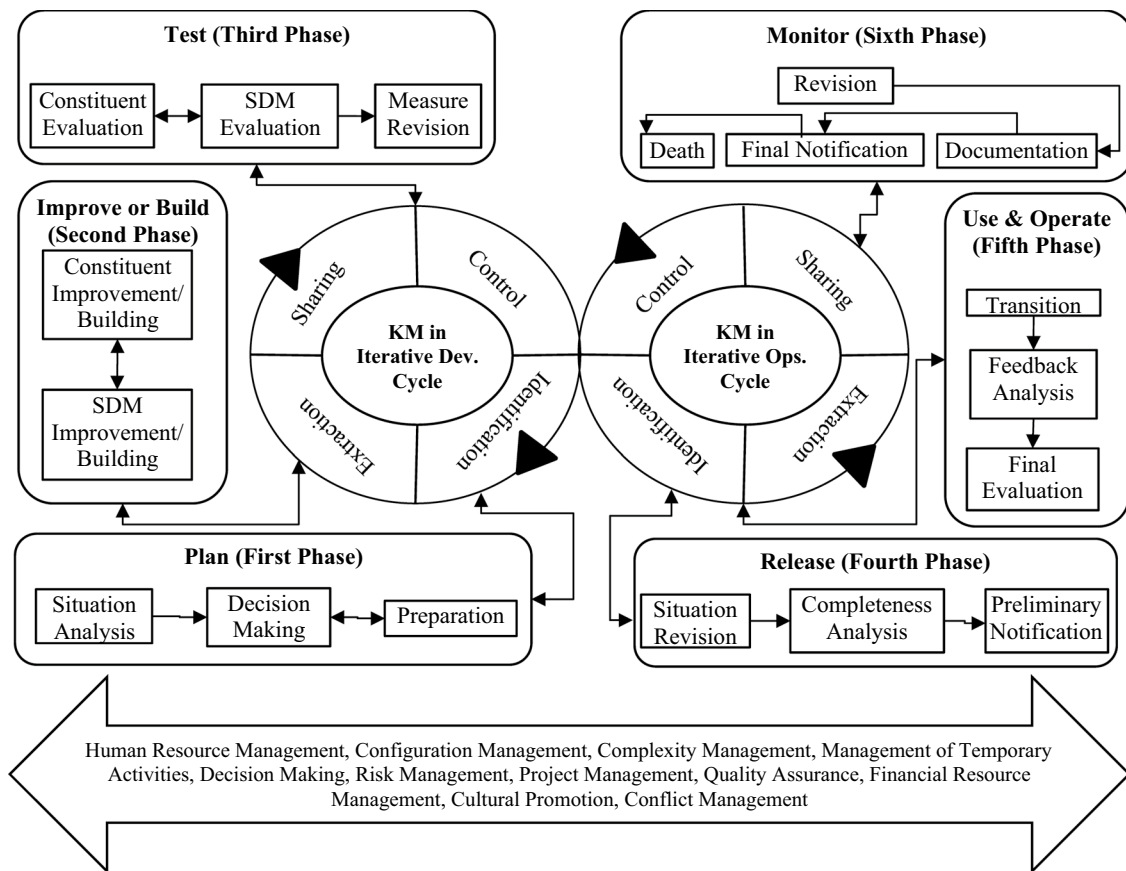 Test (Third Phase)
Constituent
Evaluation
SDM
Evaluation
Measure
Revision
Monitor (Sixth Phase)
Revision
Death
Final Notification
Documentation
Improve or Build
(Second Phase)
Constituent
Improvement/
Building
SDM
Improvement/
Building
Sharing
Control
Extraction
Identification
KM in
Iterative Dev.
Cycle
Control
Sharing
Identification
Extraction
KM in
Iterative Ops.
Cycle
Use & Operate
(Fifth Phase)
Transition
Feedback
Analysis
Final
Evaluation
Plan (First Phase)
Situation
Analysis
Decision
Making
Preparation
Release (Fourth Phase)
Situation
Revision
Completeness
Analysis
Preliminary
Notification
Human Resource Management, Configuration Management, Complexity Management, Management of Temporary
Activities, Decision Making, Risk Management, Project Management, Quality Assurance, Financial Resource
Management, Cultural Promotion, Conflict Management